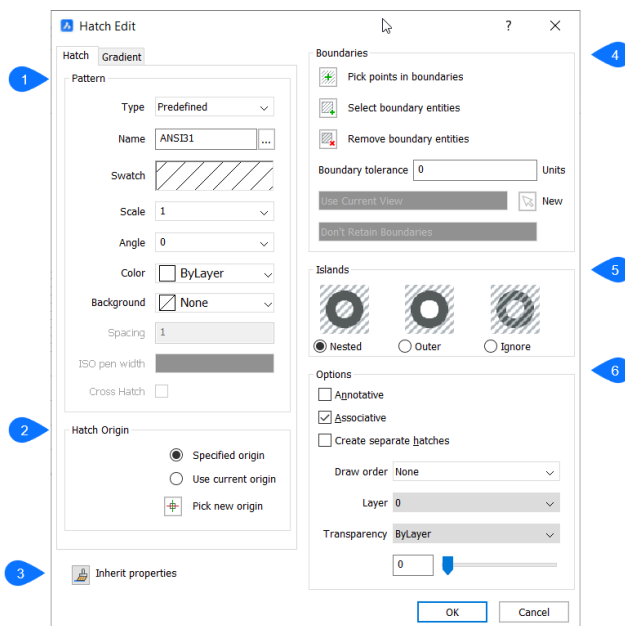 Hatch Edit
?
Hatch
Gradient
1
Pattern
Type
Predefined
Name
ANSI31
...
Swatch
Scale
1
Angle
0
Color
ByLayer
Background
None
Spacing
1
ISO pen width
Cross Hatch
2
Hatch Origin
Specified origin
Use current origin
Pick new origin
3
Inherit properties
4
Boundaries
Pick points in boundaries
Select boundary entities
Remove boundary entities
Boundary tolerance
0
Units
Use Current View
New
Don't Retain Boundaries
5
Islands
Nested
Outer
Ignore
6
Options
Annotative
Associative
Create separate hatches
Draw order
None
Layer
0
Transparency
ByLayer
0
OK
Cancel